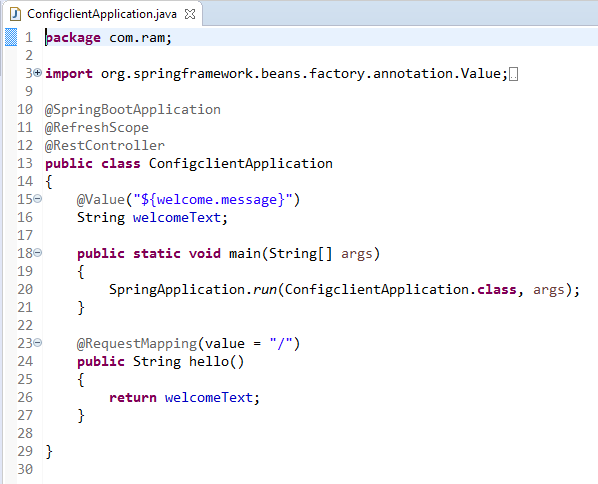 ConfigclientApplication.java
1 package com.ram;
2
3 import org.springframework.beans.factory.annotation.Value;
9
10 @SpringBootApplication
11 @RefreshScope
12 @RestController
13 public class ConfigclientApplication
14 {
15     @Value("${welcome.message}")
16     String welcomeText;
17
18     public static void main(String[] args)
19     {
20         SpringApplication.run(ConfigclientApplication.class, args);
21     }
22
23     @RequestMapping(value = "/")
24     public String hello()
25     {
26         return welcomeText;
27     }
28
29 }
30